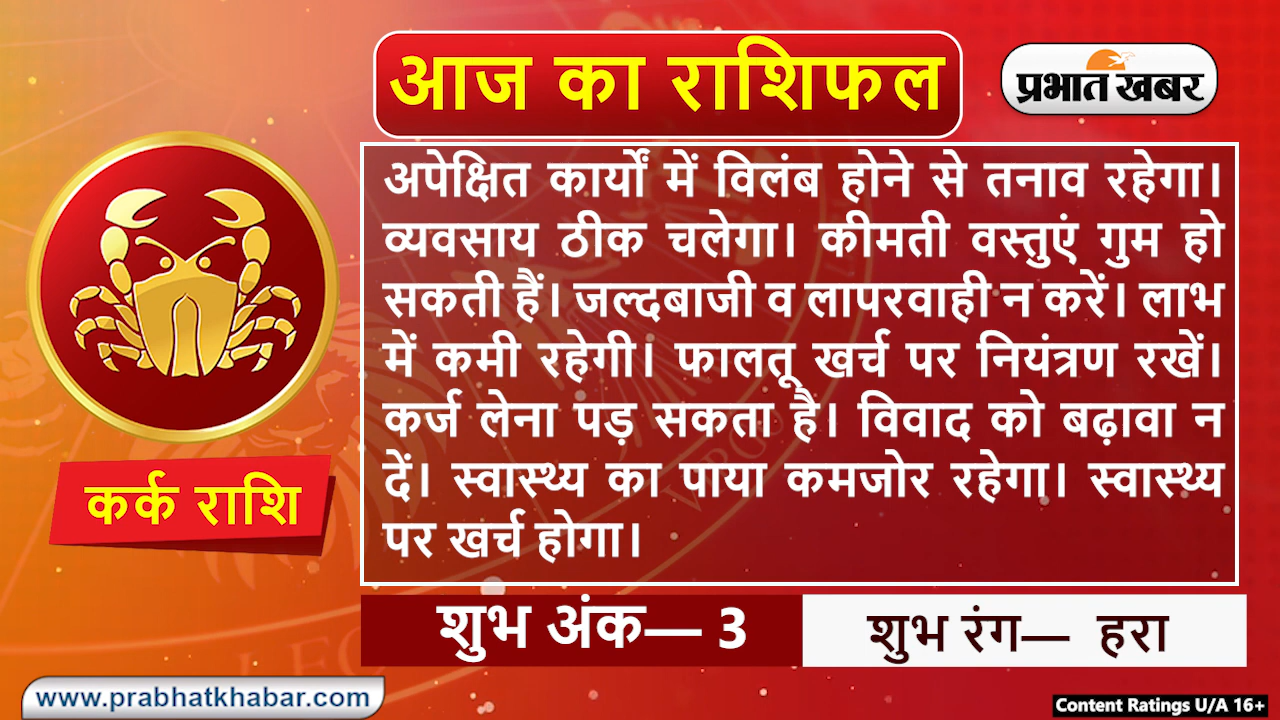 आज का राशिफल
प्रभात खबर
अपेक्षित कार्यों में विलंब होने से तनाव रहेगा।
व्यवसाय ठीक चलेगा। कीमती वस्तुएं गुम हो
सकती हैं। जल्दबाजी व लापरवाही न करें। लाभ
में कमी रहेगी। फालतू खर्च पर नियंत्रण रखें।
कर्ज लेना पड़ सकता है। विवाद को बढ़ावा न
दें। स्वास्थ्य का पाया कमजोर रहेगा। स्वास्थ्य
पर खर्च होगा।
कर्क राशि
शुभ अंक— 3
शुभ रंग— हरा
www.prabhatkhabar.com
Content Ratings U/A 16+